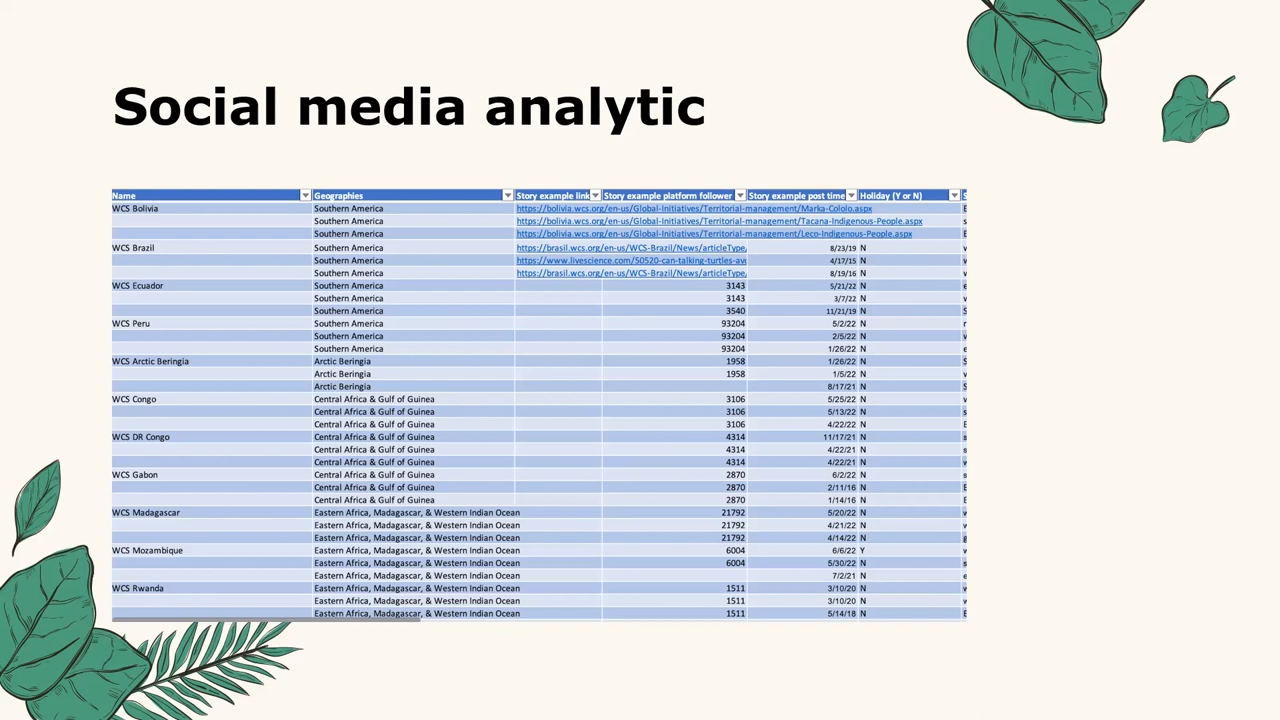 Social media analytic
Name Geographies Story example link Story example platform follower Story example post time Holiday (Y or N) S
WCS Bolivia Southern America https://bolivia.wcs.org/en-us/Global-Initiatives/Territorial-management/Marka-Cololo.aspx E
Southern America https://bolivia.wcs.org/en-us/Global-Initiatives/Territorial-management/Tacana-Indigenous-People.aspx s
Southern America https://bolivia.wcs.org/en-us/Global-Initiatives/Territorial-management/Leco-Indigenous-People.aspx E
WCS Brazil Southern America https://brasil.wcs.org/en-us/WCS-Brazil/News/articleType/ 8/23/19 N v
Southern America https://www.livescience.com/50520-can-talking-turtles-av 4/17/15 N v
Southern America https://brasil.wcs.org/en-us/WCS-Brazil/News/articleType/ 8/19/16 N v
WCS Ecuador Southern America 3143 5/21/22 N e
Southern America 3143 3/7/22 N v
Southern America 3540 11/21/19 N S
WCS Peru Southern America 93204 5/2/22 N r
Southern America 93204 2/5/22 N v
Southern America 93204 1/26/22 N e
WCS Arctic Beringia Arctic Beringia 1958 1/26/22 N S
Arctic Beringia 1958 1/5/22 N v
Arctic Beringia 8/17/21 N S
WCS Congo Central Africa & Gulf of Guinea 3106 5/25/22 N v
Central Africa & Gulf of Guinea 3106 5/13/22 N s
Central Africa & Gulf of Guinea 3106 4/22/22 N E
WCS DR Congo Central Africa & Gulf of Guinea 4314 11/17/21 N s
Central Africa & Gulf of Guinea 4314 4/22/21 N s
Central Africa & Gulf of Guinea 4314 4/22/21 N v
WCS Gabon Central Africa & Gulf of Guinea 2870 6/2/22 N v
Central Africa & Gulf of Guinea 2870 2/11/16 N E
Central Africa & Gulf of Guinea 2870 1/14/16 N E
WCS Madagascar Eastern Africa, Madagascar, & Western Indian Ocean 21792 5/20/22 N v
Eastern Africa, Madagascar, & Western Indian Ocean 21792 4/21/22 N v
Eastern Africa, Madagascar, & Western Indian Ocean 21792 4/14/22 N
WCS Mozambique Eastern Africa, Madagascar, & Western Indian Ocean 6004 6/6/22 Y v
Eastern Africa, Madagascar, & Western Indian Ocean 6004 5/30/22 N s
Eastern Africa, Madagascar, & Western Indian Ocean 7/2/21 N e
WCS Rwanda Eastern Africa, Madagascar, & Western Indian Ocean 1511 3/10/20 N v
Eastern Africa, Madagascar, & Western Indian Ocean 1511 3/10/20 N v
Eastern Africa, Madagascar, & Western Indian Ocean 1511 5/14/18 N E